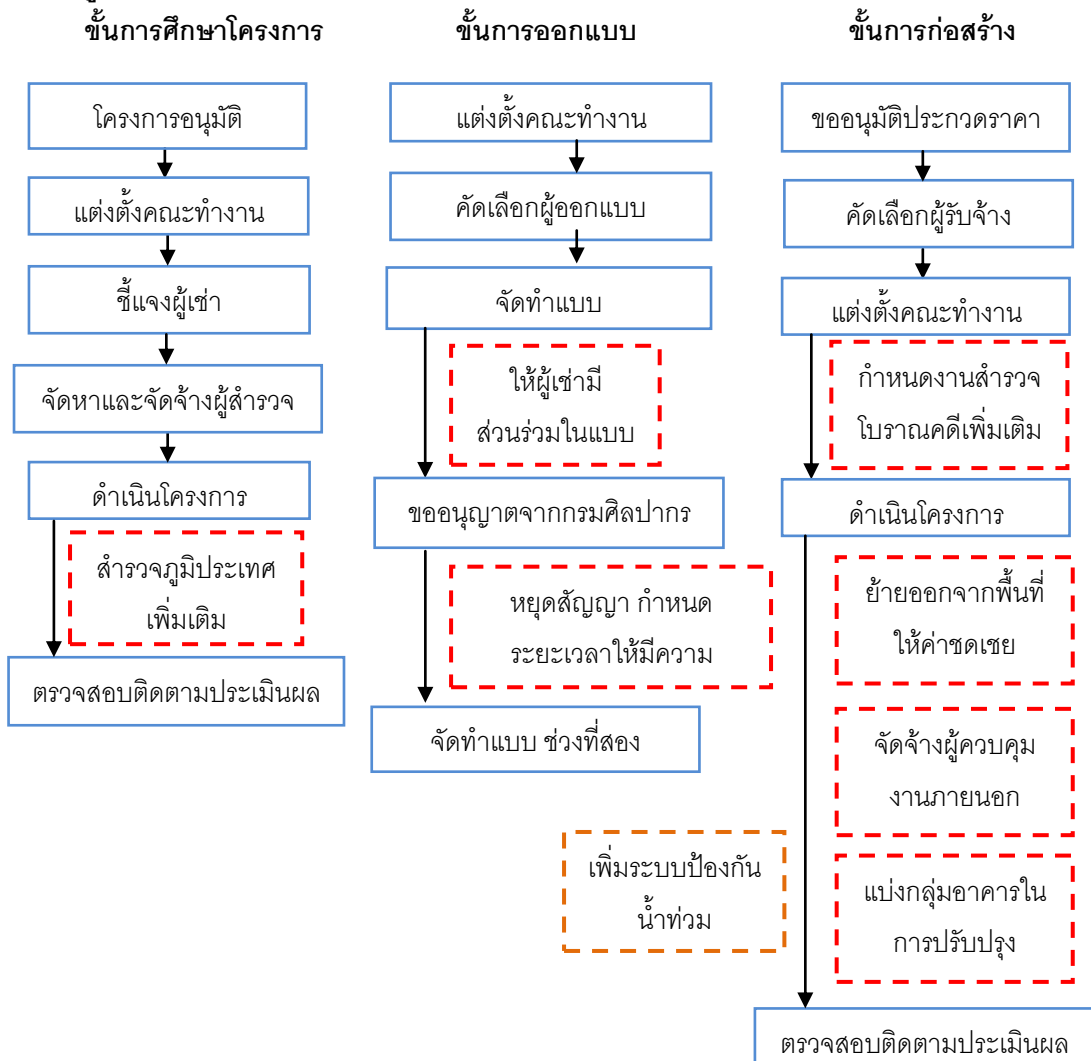 ขั้นการศึกษาโครงการ
โครงการอนุมัติ
แต่งตั้งคณะทำงาน
ชี้แจงผู้เช่า
จัดหาและจัดจ้างผู้สำรวจ
ดำเนินโครงการ
สำรวจภูมิประเทศ
เพิ่มเติม
ตรวจสอบติดตามประเมินผล
ขั้นการออกแบบ
แต่งตั้งคณะทำงาน
คัดเลือกผู้ออกแบบ
จัดทำแบบ
ให้ผู้เช่ามี
ส่วนร่วมในแบบ
ขออนุญาตจากกรมศิลปากร
หยุดสัญญา กำหนด
ระยะเวลาให้มีความ
จัดทำแบบ ช่วงที่สอง
ขั้นการก่อสร้าง
ขออนุมัติประกวดราคา
คัดเลือกผู้รับจ้าง
แต่งตั้งคณะทำงาน
กำหนดงานสำรวจ
โบราณคดีเพิ่มเติม
ดำเนินโครงการ
ย้ายออกจากพื้นที่
ให้ค่าชดเชย
จัดจ้างผู้ควบคุม
งานภายนอก
เพิ่มระบบป้องกัน
น้ำท่วม
แบ่งกลุ่มอาคารใน
การปรับปรุง
ตรวจสอบติดตามประเมินผล